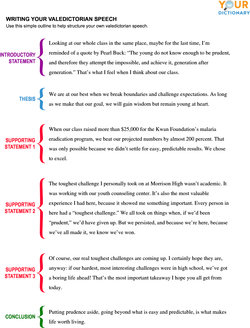 YOUR
DICTIONARY
WRITING YOUR VALEDICTORIAN SPEECH
Use this simple outline to help structure your own valedictorian speech.
INTRODUCTORY
STATEMENT
Looking at our whole class in the same place, maybe for the last time, I'm
reminded of a quote by Pearl Buck: "The young do not know enough to be prudent,
and therefore they attempt the impossible, and achieve it, generation after
generation." That's what I feel when I think about our class.
THESIS
We are at our best when we break boundaries and challenge expectations. As long
as we make that our goal, we will gain wisdom but remain young at heart.
SUPPORTING
STATEMENT 1
When our class raised more than $25,000 for the Kwan Foundation's malaria
eradication program, we beat our projected numbers by almost 200 percent. That
was only possible because we didn't settle for easy, predictable results. We chose
to excel.
SUPPORTING
STATEMENT 2
The toughest challenge I personally took on at Morrison High wasn't academic. It
was working with our youth counseling center. It's also the most valuable
experience I had here, because it showed me something important. Every person in
here had a "toughest challenge." We all took on things when, if we'd been
"prudent," we'd have given up. But we persisted, and because we're here, because
we've all made it, we know we've won.
SUPPORTING
STATEMENT 3
Of course, our real toughest challenges are coming up. I certainly hope they are,
anyway: if our hardest, most interesting challenges were in high school, we've got
a boring life ahead! That's the most important takeaway I hope you all get from
today.
CONCLUSION
Putting prudence aside, going beyond what is easy and predictable, is what makes
life worth living.